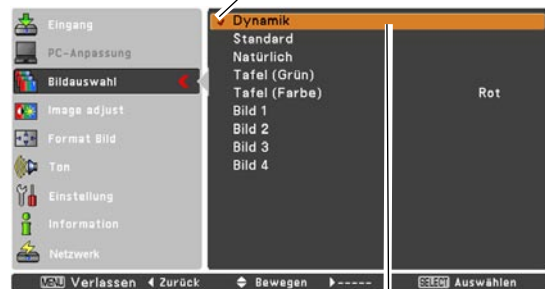 Eingang
PC-Anpassung
Bildauswahl
Image adjust
Format Bild
Ton
Einstellung
Information
Netzwerk
Dynamik
Standard
Natürlich
Tafel (Grün)
Tafel (Farbe)
Rot
Bild 1
Bild 2
Bild 3
Bild 4
MENU Verlassen
Zurück
Bewegen
-----
SELECT Auswählen